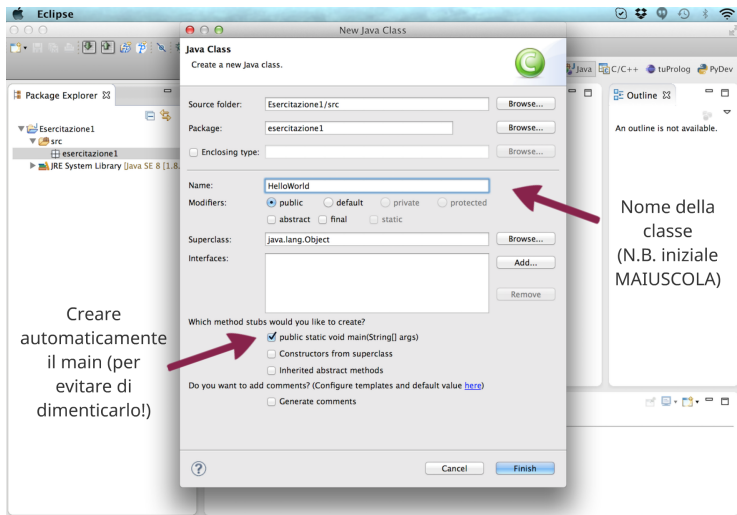 Eclipse
New Java Class
Java Class
Create a new Java class.
Java
C/C++
tuProlog
PyDev
Package Explorer
Esercitazione1
src
esercitazione1
JRE System Library [Java SE 8 [1.8.
Outline
An outline is not available.
Source folder: Esercitazione1/src Browse...
Package: esercitazione1 Browse...
Enclosing type: Browse...
Name: HelloWorld
Modifiers: public default private protected
abstract final static
Superclass: java.lang.Object Browse...
Interfaces: Add...
Remove
Which method stubs would you like to create?
public static void main(String[] args)
Constructors from superclass
Inherited abstract methods
Do you want to add comments? (Configure templates and default value here)
Generate comments
? Cancel Finish
Nome della
classe
(N.B. iniziale
MAIUSCOLA)
Creare
automaticamente
il main (per
evitare di
dimenticarlo!)